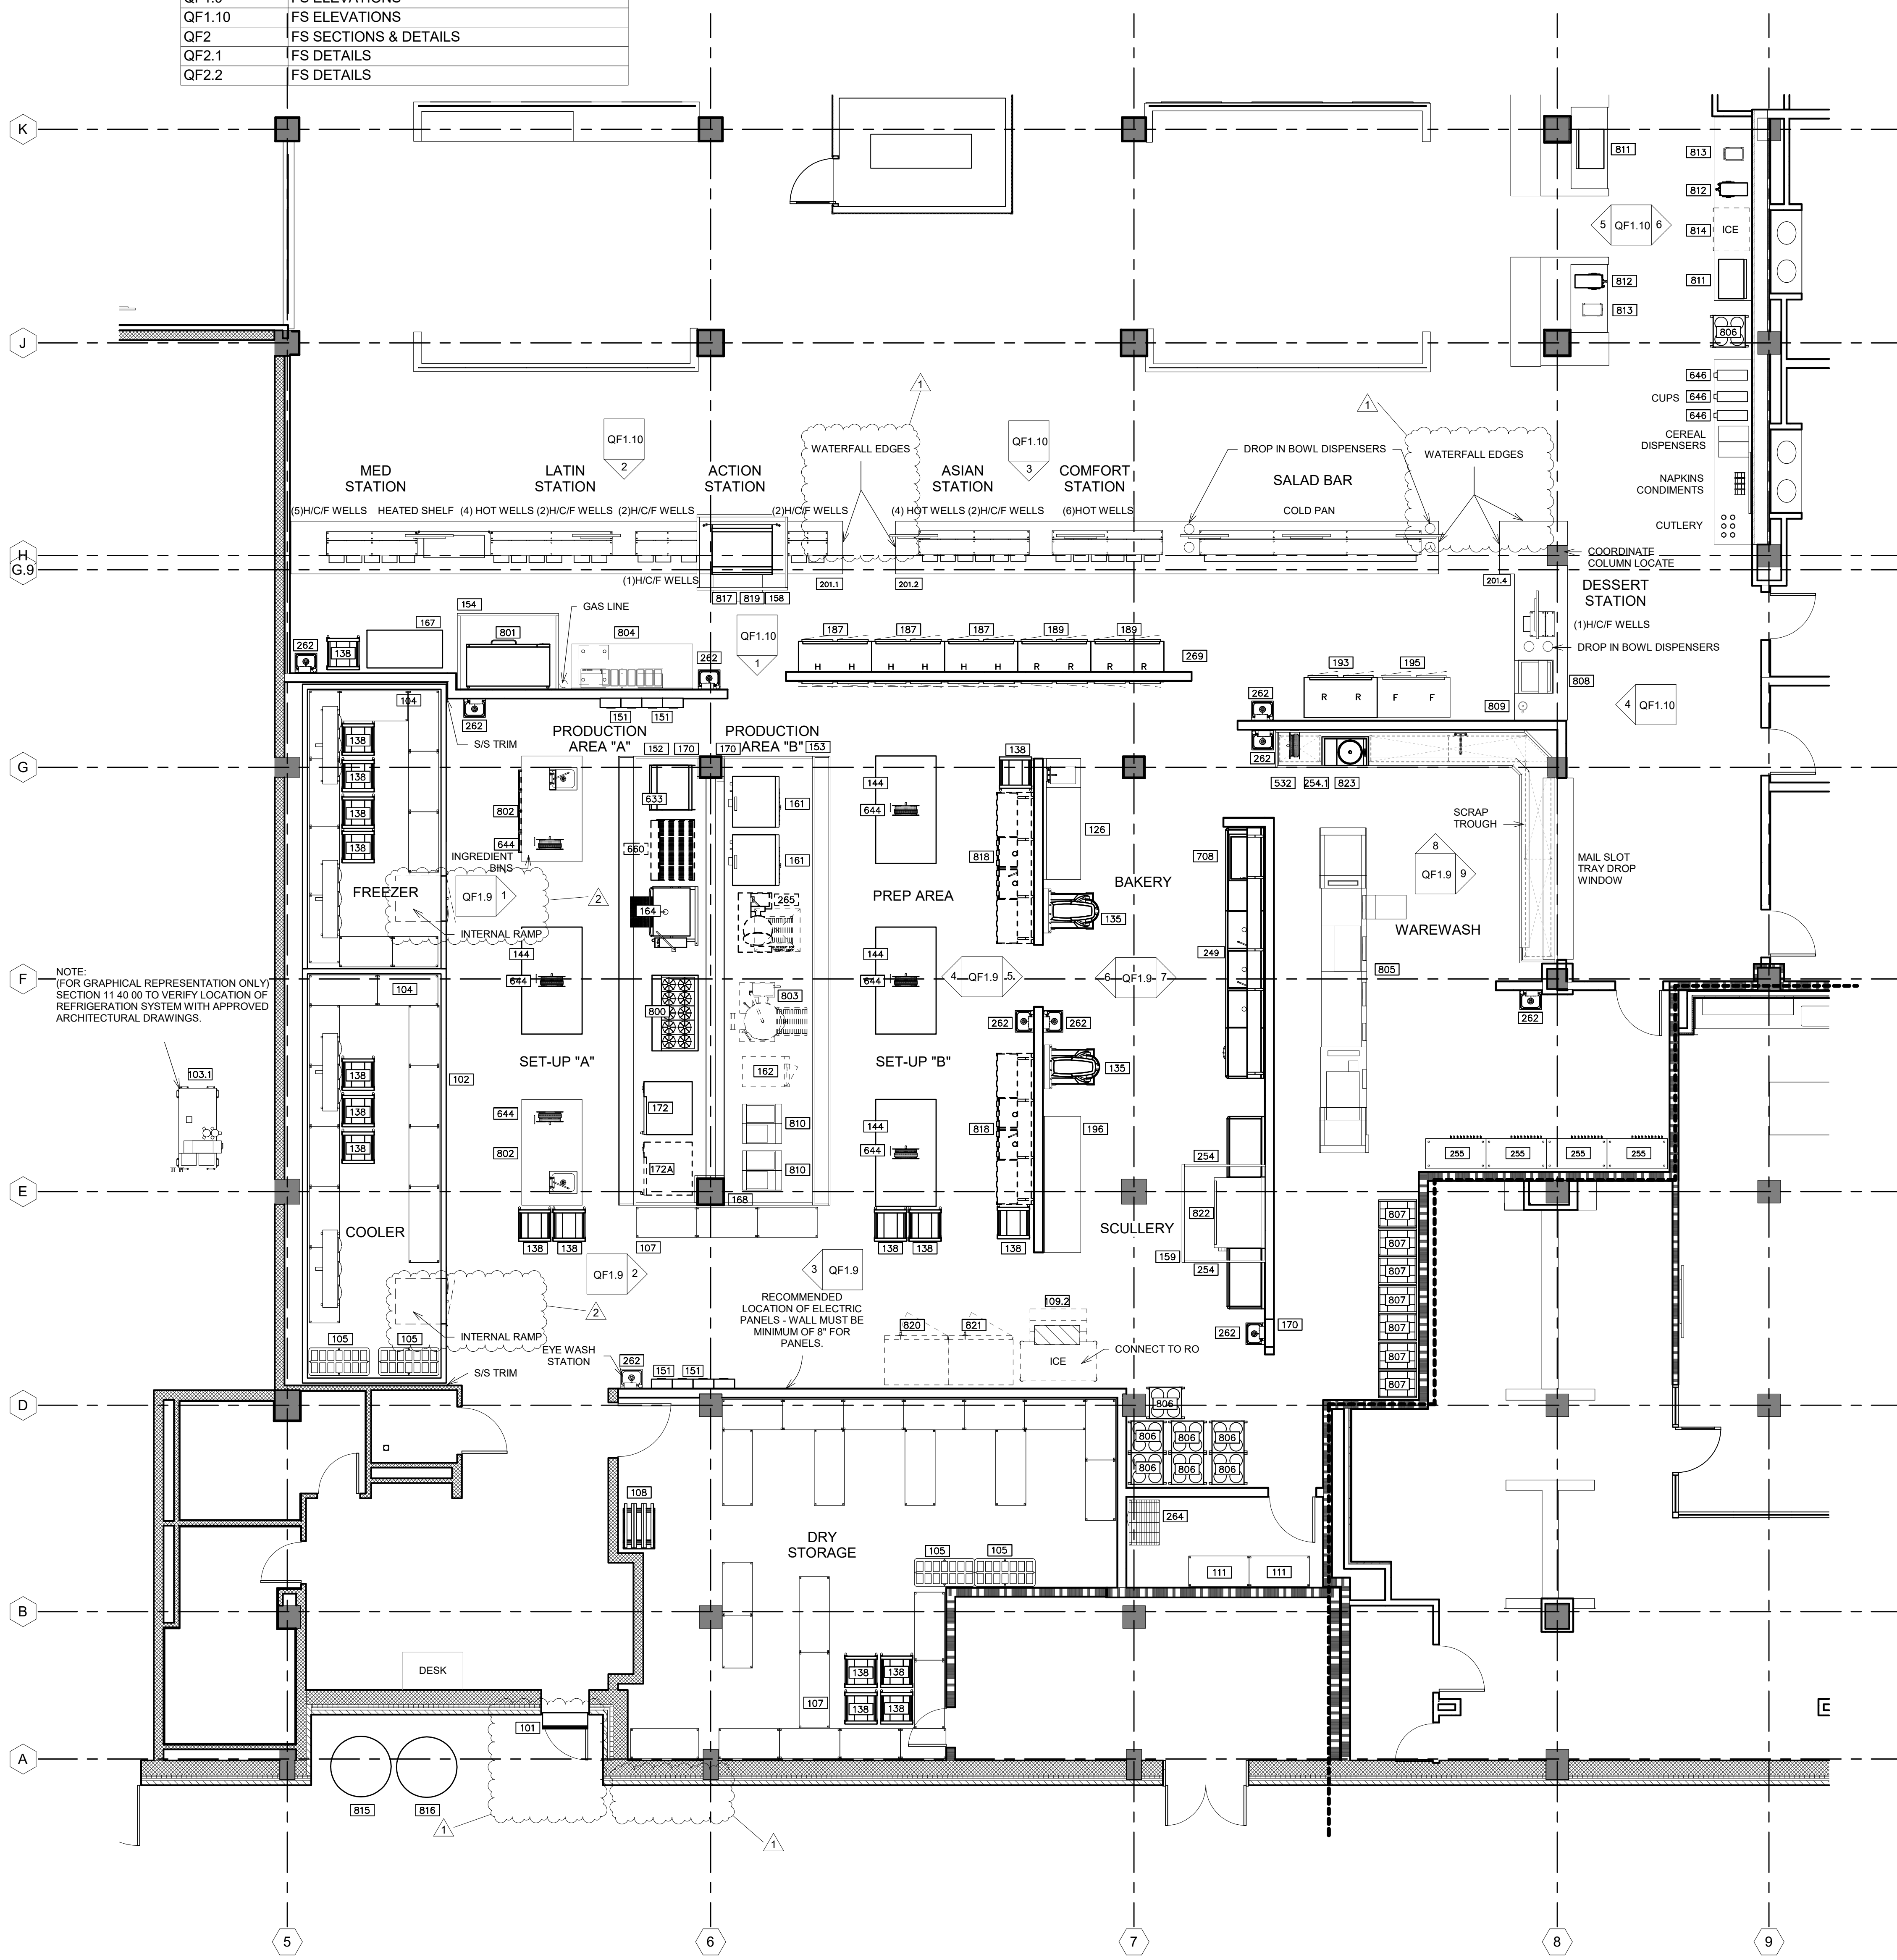 QF1.10 FS ELEVATIONS
QF2 FS SECTIONS & DETAILS
QF2.1 FS DETAILS
QF2.2 FS DETAILS
K
811
813
812
5 QF1.10 6
814 ICE
811
812
813
806
J
646
CUPS 646
646
CEREAL
DISPENSERS
NAPKINS
CONDIMENTS
CUTLERY
1
1
QF1.10
2
QF1.10
3
WATERFALL EDGES
DROP IN BOWL DISPENSERS
WATERFALL EDGES
MED
STATION
LATIN
STATION
ACTION
STATION
ASIAN
STATION
COMFORT
STATION
SALAD BAR
(5)H/C/F WELLS HEATED SHELF (4) HOT WELLS (2)H/C/F WELLS (2)H/C/F WELLS (2)H/C/F WELLS (4) HOT WELLS (2)H/C/F WELLS (6)HOT WELLS COLD PAN
H
G.9
COORDINATE
COLUMN LOCATE
(1)H/C/F WELLS
201.1 201.2 201.4
DESSERT
STATION
817 819 158
154
GAS LINE
167
801
804
QF1.10
1
187 187 187 189 189
(1)H/C/F WELLS
DROP IN BOWL DISPENSERS
262
138
262
H H H H H H R R R R
269
193 195
R R F F
808
809
4 QF1.10
104
262
151 151
262
262
S/S TRIM
PRODUCTION
AREA "A"
PRODUCTION
AREA "B"
152 170 170 153
138
138
138
138
138
G
532 254.1 823
633
161
144
644
802
644
INGREDIENT
BINS
660
161
818
126
708
SCRAP
TROUGH
MAIL SLOT
TRAY DROP
WINDOW
8
QF1.9 9
FREEZER
QF1.9 1
2
164
265
PREP AREA
BAKERY
135
WAREWASH
INTERNAL RAMP
144
644
144
644
249
F
NOTE:
(FOR GRAPHICAL REPRESENTATION ONLY)
SECTION 11 40 00 TO VERIFY LOCATION OF
REFRIGERATION SYSTEM WITH APPROVED
ARCHITECTURAL DRAWINGS.
104
800
803
4 QF1.9 5
6 QF1.9 7
805
262 262
262
SET-UP "A"
162
SET-UP "B"
135
103.1
138
138
138
102
172
644
802
810
144
644
818
196
255 255 255 255
172A
810
254
E
168
822
COOLER
SCULLERY
138 138
107
138 138
138
159
254
807
807
807
807
807
807
807
QF1.9 2
3 QF1.9
RECOMMENDED
LOCATION OF ELECTRIC
PANELS - WALL MUST BE
MINIMUM OF 8" FOR
PANELS.
2
INTERNAL RAMP
109.2
820 821
ICE
CONNECT TO RO
262
170
105 105
EYE WASH
STATION
262
151 151
S/S TRIM
D
806
806 806 806
806 806 806
108
264
DRY
STORAGE
105 105
111 111
B
DESK
138 138
138 138
107
101
A
815 816
1
1
5 6 7 8 9